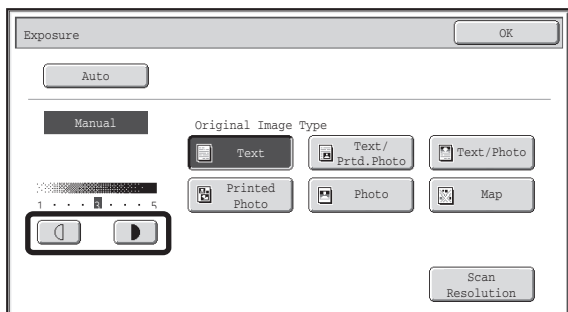 Exposure
OK
Auto
Manual
Original Image Type
Text
Text/
Prtd.Photo
Text/Photo
Printed
Photo
Photo
Map
1 · · · 3 · · · 5
Scan
Resolution